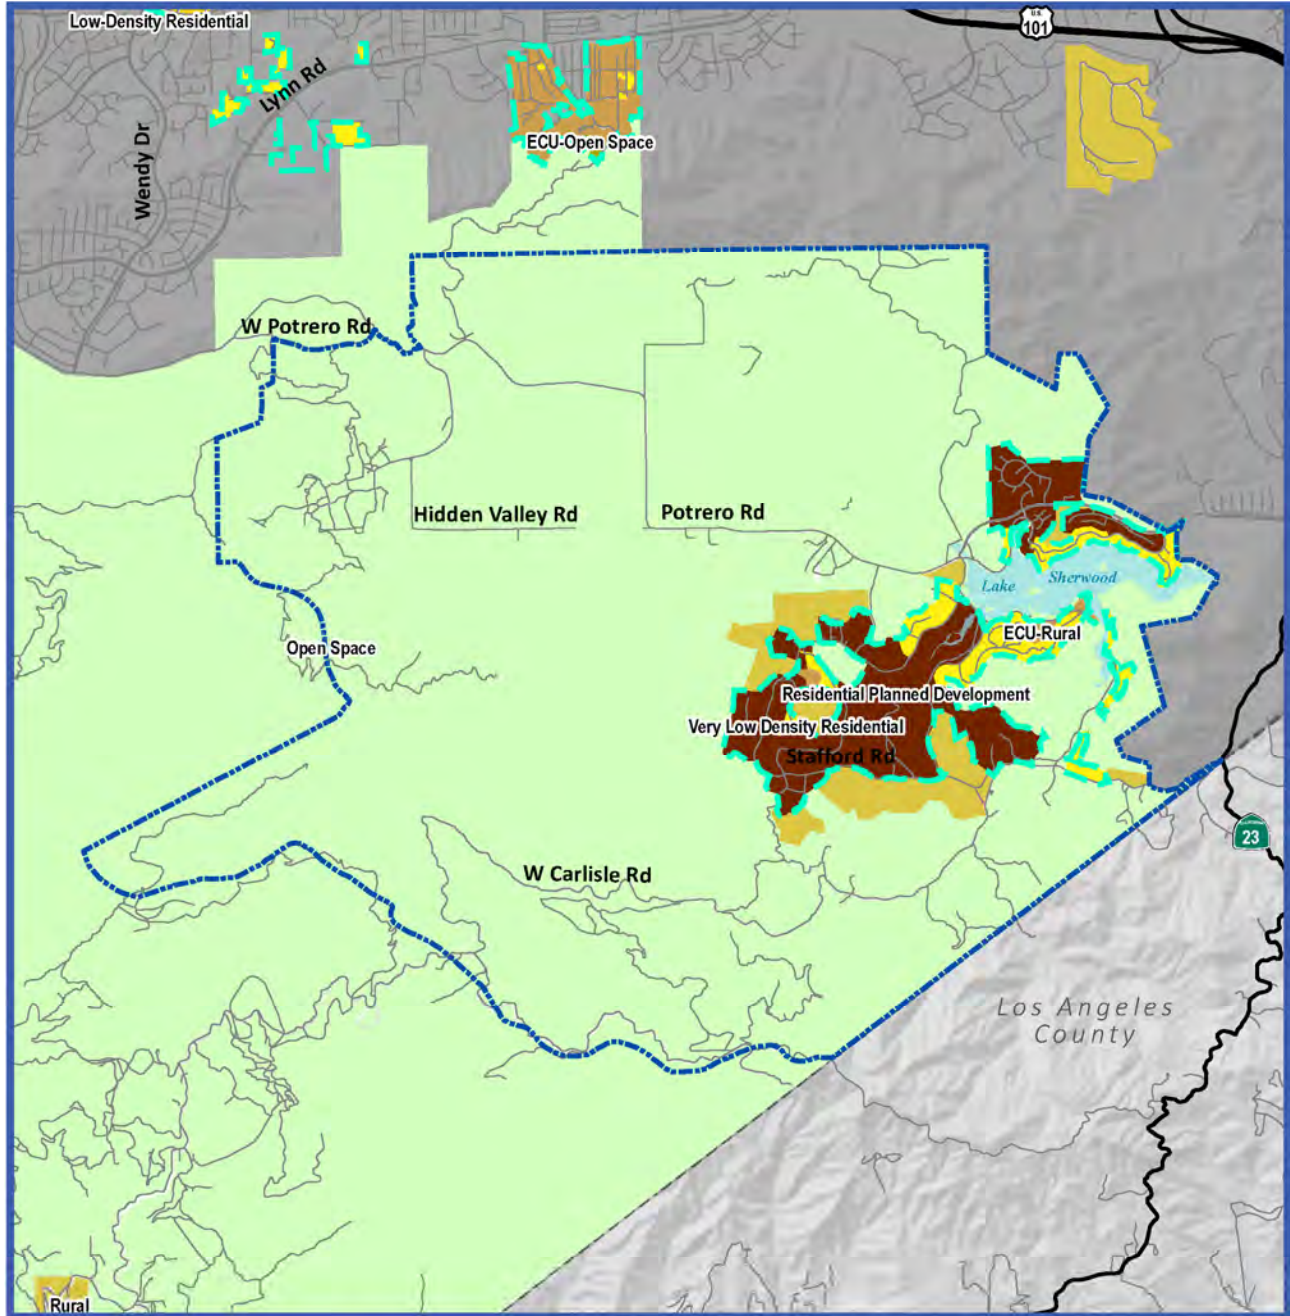 Low-Density Residential
U.S.
101
Lynn Rd
Wendy Dr
ECU-Open Space
W Potrero Rd
Hidden Valley Rd
Potrero Rd
Lake Sherwood
ECU-Rural
Open Space
Residential Planned Development
Very Low Density Residential
Stafford Rd
23
W Carlisle Rd
Los Angeles
County
Rural